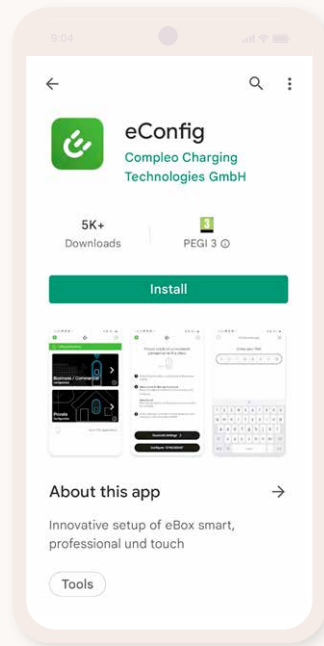 9:04
eConfig
Compleo Charging
Technologies GmbH
5K+
Downloads
3
PEGI 3
Install
Business / Commercial
Private
About this app
Innovative setup of eBox smart,
professional und touch
Tools